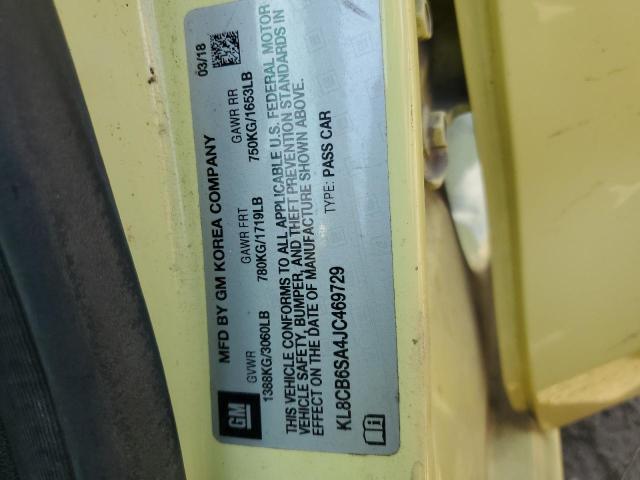 MFD BY GM KOREA COMPANY 03/18
GVWR GAWR FRT GAWR RR
1388KG/3060LB 780KG/1719LB 750KG/1653LB
THIS VEHICLE CONFORMS TO ALL APPLICABLE U.S. FEDERAL MOTOR
VEHICLE SAFETY, BUMPER, AND THEFT PREVENTION STANDARDS IN
EFFECT ON THE DATE OF MANUFACTURE SHOWN ABOVE.
KL8CB6SA4JC469729 TYPE: PASS CAR
GM